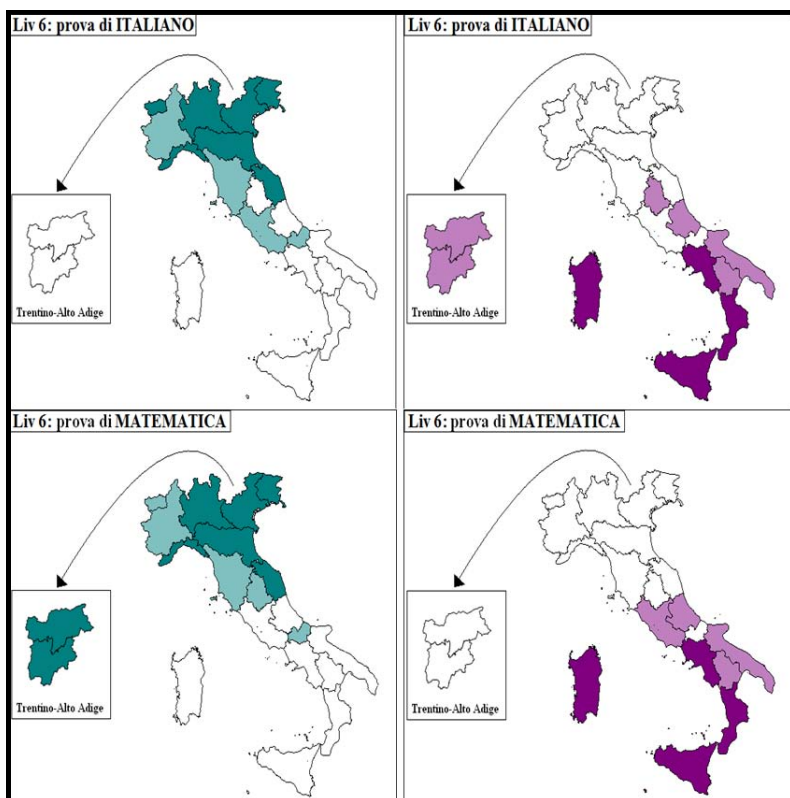 Liv 6: prova di ITALIANO
Liv 6: prova di ITALIANO
Trentino-Alto Adige
Trentino-Alto Adige
Liv 6: prova di MATEMATICA
Liv 6: prova di MATEMATICA
Trentino-Alto Adige
Trentino-Alto Adige